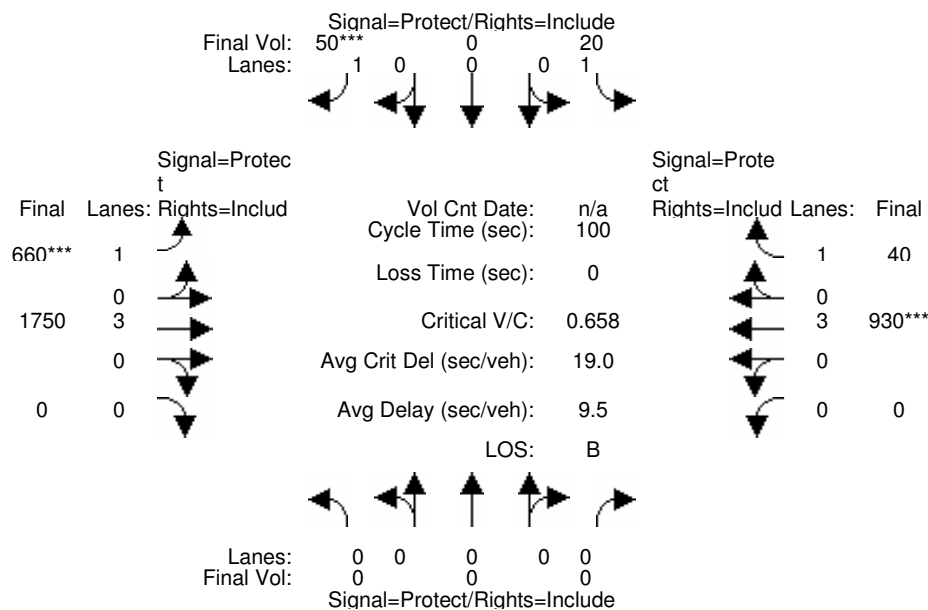 Signal=Protect/Rights=Include
Final Vol: 50*** 0 20
Lanes: 1 0 0 0 1
Signal=Protec
t
Signal=Prote
ct
Final Lanes: Rights=Includ Vol Cnt Date: n/a Rights=Includ Lanes: Final
Cycle Time (sec): 100
660*** 1 1 40
Loss Time (sec): 0
0 0
1750 3 Critical V/C: 0.658 3 930***
0 Avg Crit Del (sec/veh): 19.0 0
0 0 Avg Delay (sec/veh): 9.5 0 0
LOS: B
Lanes: 0 0 0 0 0
Final Vol: 0 0 0
Signal=Protect/Rights=Include